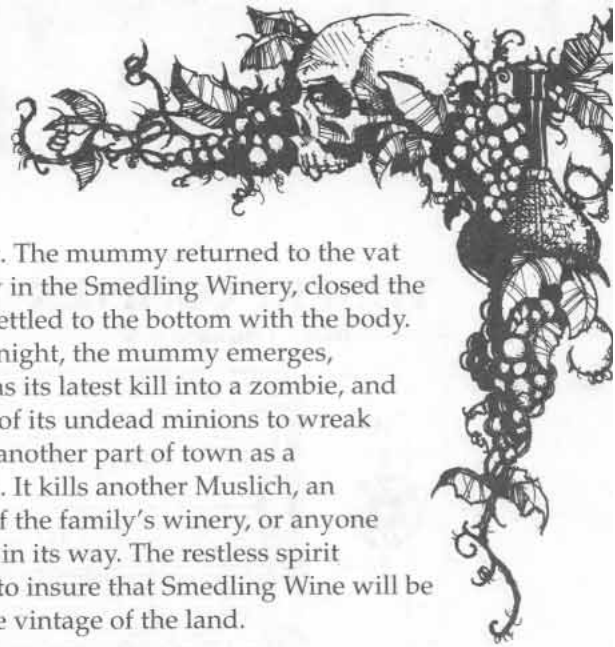 . The mummy returned to the vat
in the Smedling Winery, closed the
ettled to the bottom with the body.
night, the mummy emerges,
as its latest kill into a zombie, and
of its undead minions to wreak
another part of town as a
. It kills another Muslich, an
f the family's winery, or anyone
in its way. The restless spirit
to insure that Smedling Wine will be
e vintage of the land.